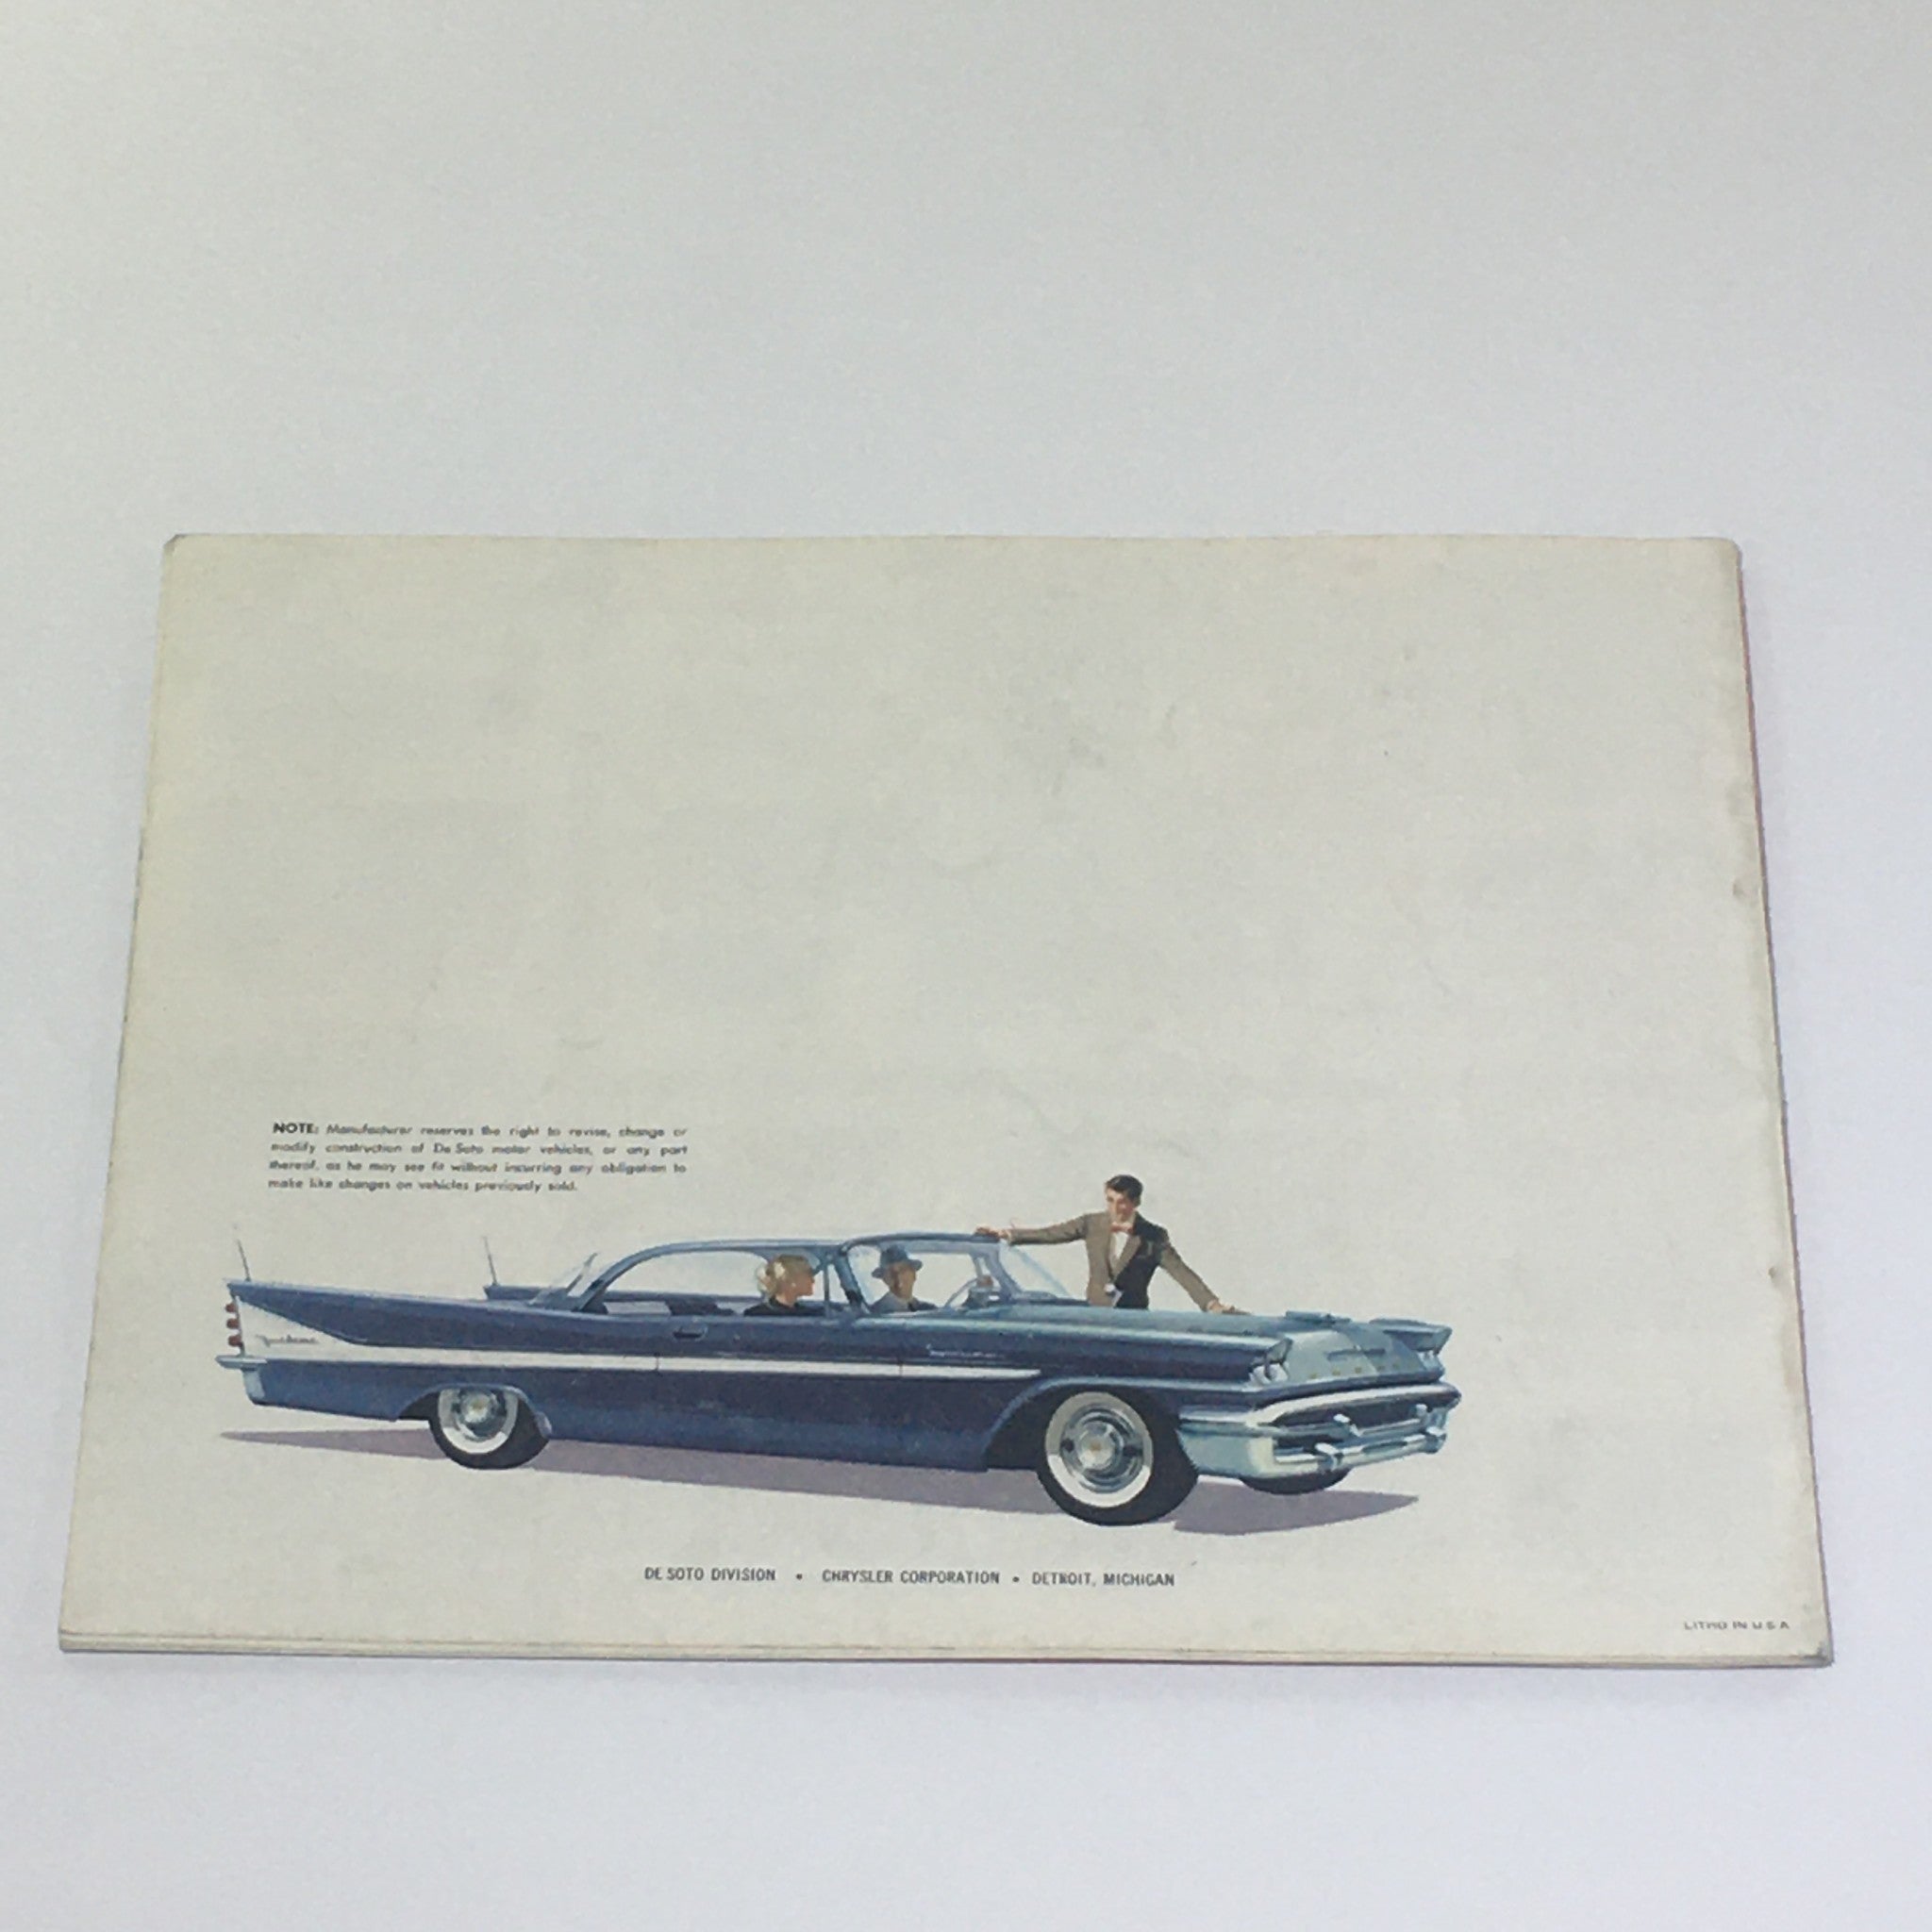 NOTE: Manufacturer reserves the right to revise, change or
modify construction of De Soto motor vehicles, or any part
thereof, as he may see fit without incurring any obligation to
make like changes on vehicles previously sold.
DE SOTO DIVISION • CHRYSLER CORPORATION • DETROIT, MICHIGAN
LITHO IN U S A